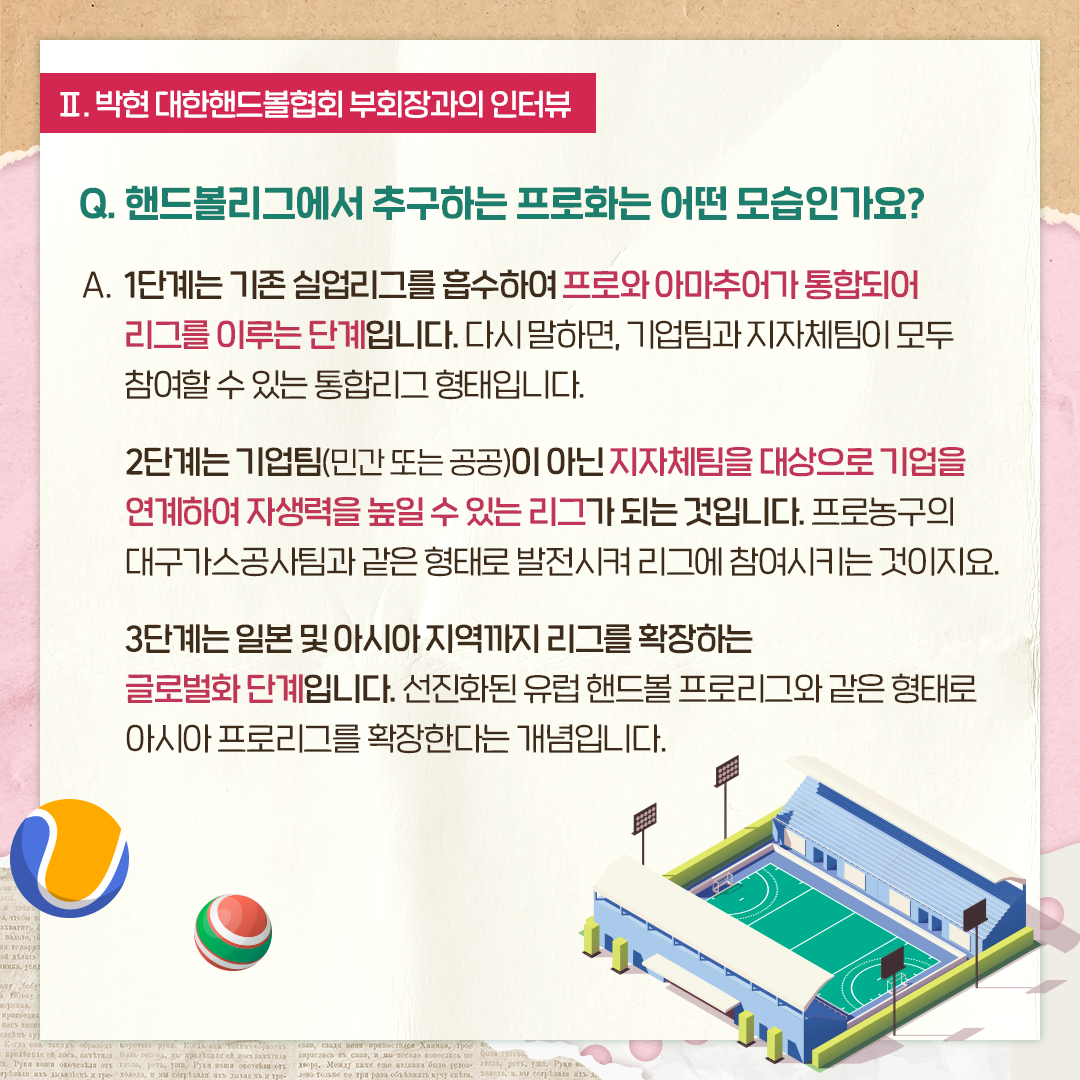 Ⅱ. 박현 대한핸드볼협회 부회장과의 인터뷰
Q. 핸드볼리그에서 추구하는 프로화는 어떤 모습인가요?
A. 1단계는 기존 실업리그를 흡수하여 프로와 아마추어가 통합되어
리그를 이루는 단계입니다. 다시 말하면, 기업팀과 지자체팀이 모두
참여할 수 있는 통합리그 형태입니다.
2단계는 기업팀(민간 또는 공공)이 아닌 지자체팀을 대상으로 기업을
연계하여 자생력을 높일 수 있는 리그가 되는 것입니다. 프로농구의
대구가스공사팀과 같은 형태로 발전시켜 리그에 참여시키는 것이지요.
3단계는 일본 및 아시아 지역까지 리그를 확장하는
글로벌화 단계입니다. 선진화된 유럽 핸드볼 프로리그와 같은 형태로
아시아 프로리그를 확장한다는 개념입니다.